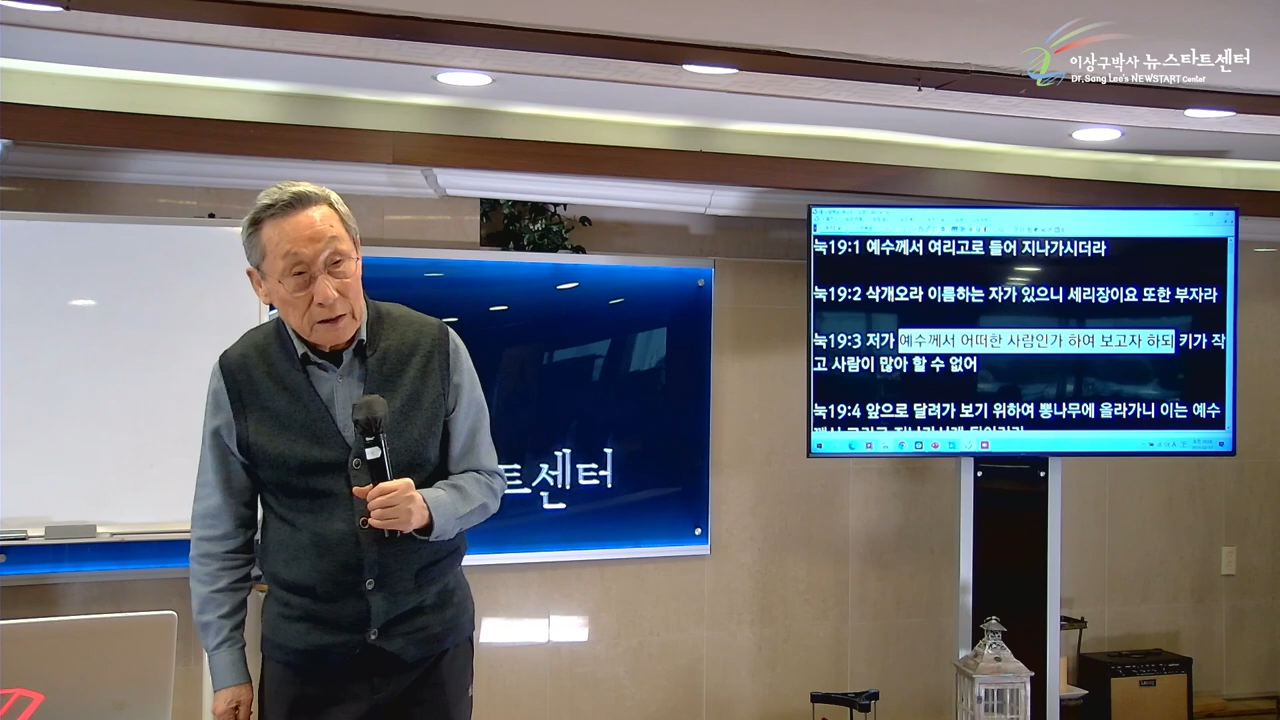 이상구박사 뉴스타트센터
Dr. Sang Lee's NEWSTART Center
눅19:1 예수께서 여리고로 들어 지나가시더라
눅19:2 삭개오라 이름하는 자가 있으니 세리장이요 또한 부자라
눅19:3 저가 예수께서 어떠한 사람인가 하여 보고자 하되 키가 작
고 사람이 많아 할 수 없어
눅19:4 앞으로 달려가 보기 위하여 뽕나무에 올라가니 이는 예수
트센터